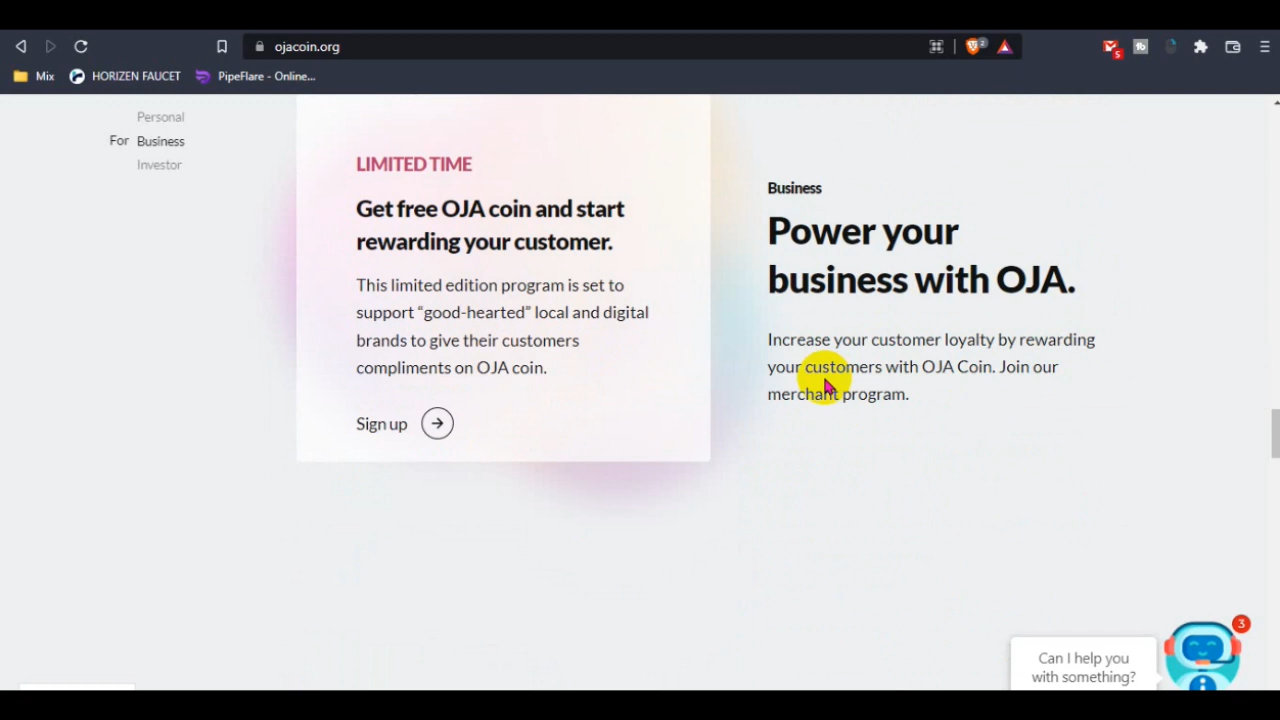 ojacoin.org
2
5
Mix
HORIZEN FAUCET
PipeFlare - Online...
Personal
For Business
Investor
LIMITED TIME
Get free OJA coin and start
rewarding your customer.
This limited edition program is set to
support “good-hearted” local and digital
brands to give their customers
compliments on OJA coin.
Sign up
Business
Power your
business with OJA.
Increase your customer loyalty by rewarding
your customers with OJA Coin. Join our
merchant program.
3
Can I help you
with something?